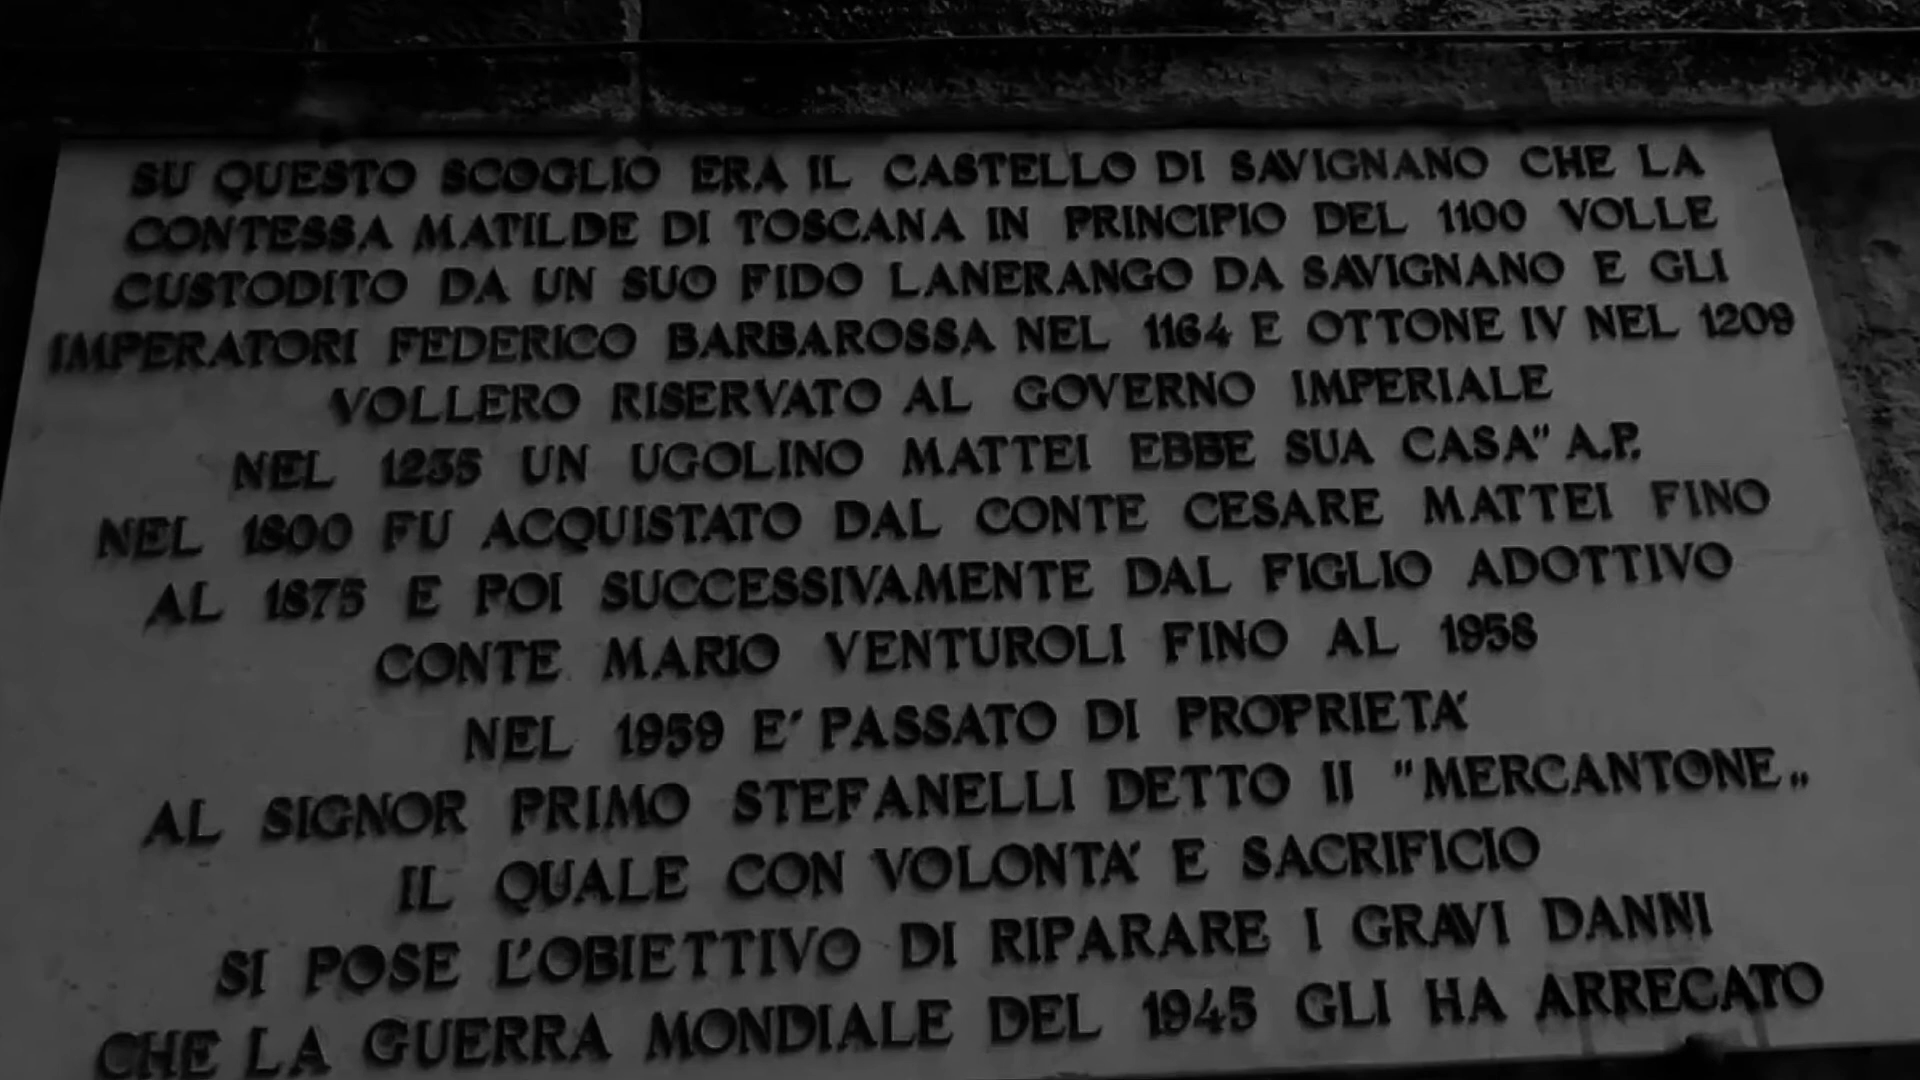 SU QUESTO SCOGLIO ERA IL CASTELLO DI SAVIGNANO CHE LA
CONTESSA MATILDE DI TOSCANA IN PRINCIPIO DEL 1100 VOLLE
CUSTODITO DA UN SUO FIDO LANERANGO DA SAVIGNANO E GLI
IMPERATORI FEDERICO BARBAROSSA NEL 1164 E OTTONE IV NEL 1209
VOLLERO RISERVATO AL GOVERNO IMPERIALE
NEL 1235 UN UGOLINO MATTEI EBBE SUA CASA" A.P.
NEL 1800 FU ACQUISTATO DAL CONTE CESARE MATTEI FINO
AL 1875 E POI SUCCESSIVAMENTE DAL FIGLIO ADOTTIVO
CONTE MARIO VENTUROLI FINO AL 1958
NEL 1959 E' PASSATO DI PROPRIETA'
AL SIGNOR PRIMO STEFANELLI DETTO II "MERCANTONE„
IL QUALE CON VOLONTA' E SACRIFICIO
SI POSE L'OBIETTIVO DI RIPARARE I GRAVI DANNI
CHE LA GUERRA MONDIALE DEL 1945 GLI HA ARRECATO